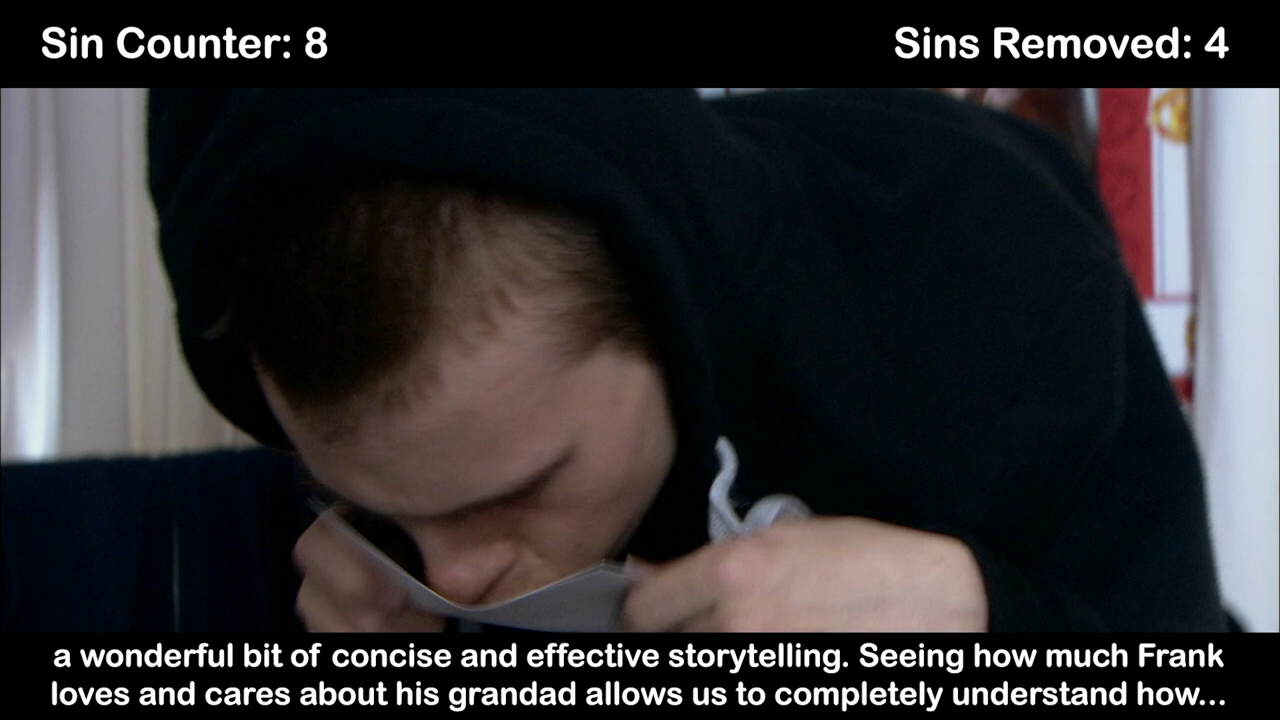 Sin Counter: 8
Sins Removed: 4
a wonderful bit of concise and effective storytelling. Seeing how much Frank
loves and cares about his grandad allows us to completely understand how...